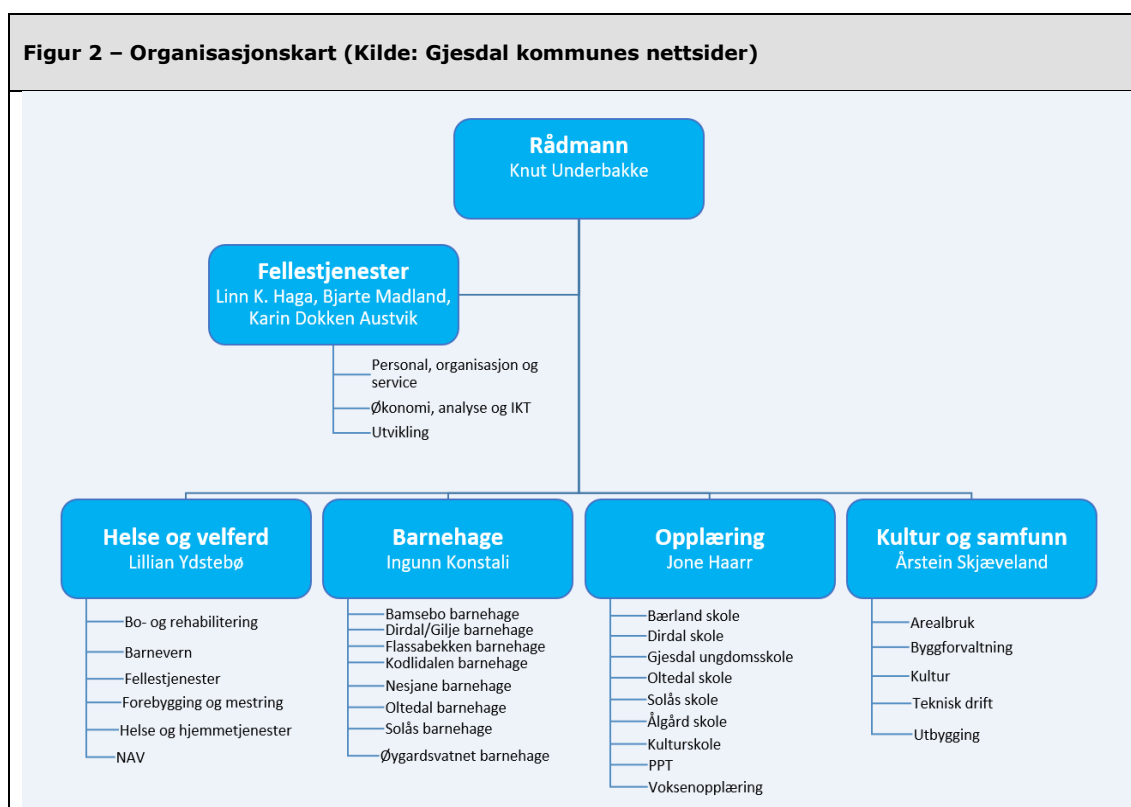 Figur 2 – Organisasjonskart (Kilde: Gjesdal kommunes nettsider)
Rådmann
Knut Underbakke
Fellestjenester
Linn K. Haga, Bjarte Madland,
Karin Dokken Austvik
Personal, organisasjon og
service
Økonomi, analyse og IKT
Utvikling
Helse og velferd
Lillian Ydstebø
Bo- og rehabilitering
Barnevern
Fellestjenester
Forebygging og mestring
Helse og hjemmetjenester
NAV
Barnehage
Ingunn Konstali
Bamsebo barnehage
Dirdal/Gilje barnehage
Flassabekken barnehage
Kodlidalen barnehage
Nesjane barnehage
Oltedal barnehage
Solås barnehage
Øygardsvatnet barnehage
Opplæring
Jone Haarr
Bærland skole
Dirdal skole
Gjesdal ungdomsskole
Oltedal skole
Solås skole
Ålgård skole
Kulturskole
PPT
Voksenopplæring
Kultur og samfunn
Årstein Skjæveland
Arealbruk
Byggforvaltning
Kultur
Teknisk drift
Utbygging